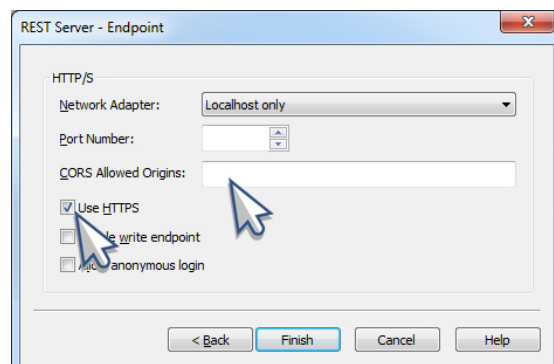 REST Server - Endpoint
HTTP/S
Network Adapter: Localhost only
Port Number:
CORS Allowed Origins:
Use HTTPS
write endpoint
anonymous login
< Back Finish Cancel Help